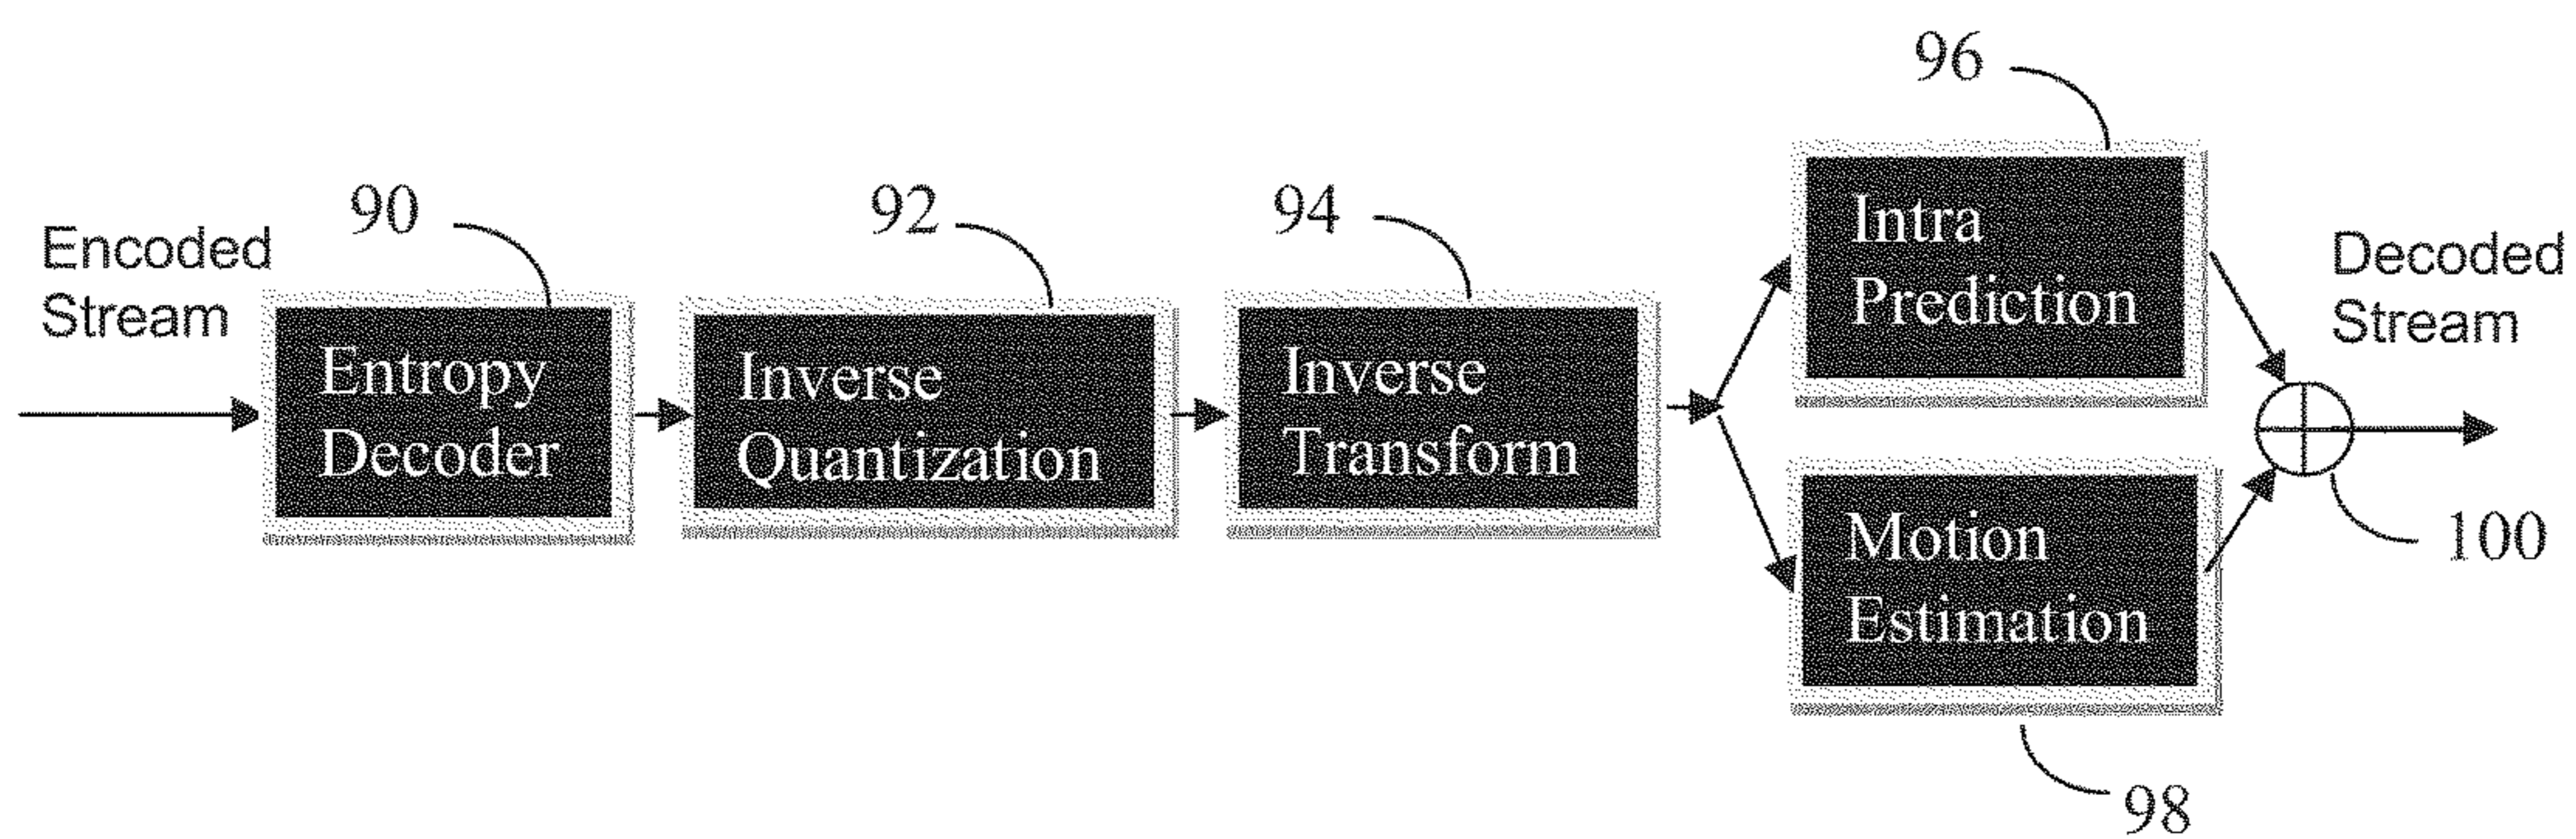 Encoded
Stream
90
Entropy
Decoder
92
Inverse
Quantization
94
Inverse
Transform
96
Intra
Prediction
Motion
Estimation
98
Decoded
Stream
100